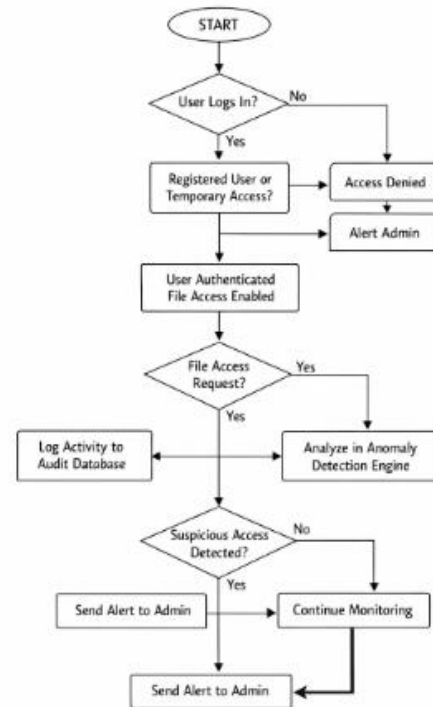 START
User Logs In?
No
Yes
Registered User or
Temporary Access?
Access Denied
Alert Admin
User Authenticated
File Access Enabled
File Access
Request?
Yes
Yes
Log Activity to
Audit Database
Analyze in Anomaly
Detection Engine
Suspicious Access
Detected?
No
Yes
Send Alert to Admin
Continue Monitoring
Send Alert to Admin